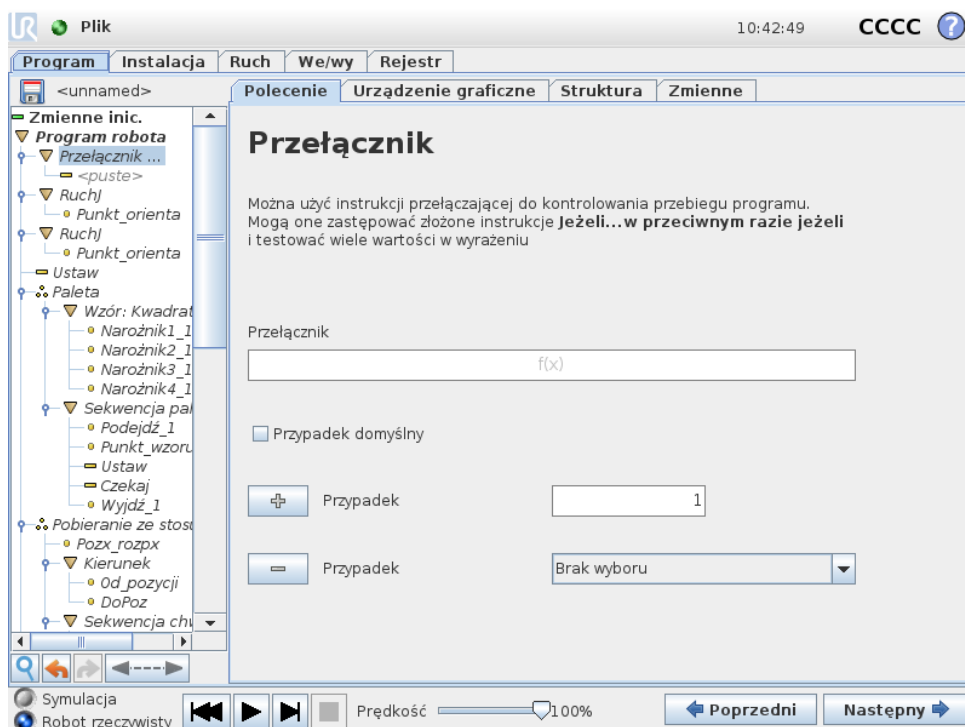 UR Plik 10:42:49 CCCC ?
Program Instalacja Ruch We/wy Rejestr
<unnamed>
Polecenie Urządzenie graficzne Struktura Zmienne
Zmienne inic.
Program robota
Przełącznik ...
<puste>
RuchJ
Punkt_orienta
RuchJ
Punkt_orienta
Ustaw
Paleta
Wzór: Kwadrat
Narożnik1_1
Narożnik2_1
Narożnik3_1
Narożnik4_1
Sekwencja pal
Podejdź_1
Punkt_wzoru
Ustaw
Czekaj
Wyjdź_1
Pobieranie ze stosu
Pozx_rozpx
Kierunek
Od_pozycji
DoPoz
Sekwencja chw
Przełącznik
Można użyć instrukcji przełączającej do kontrolowania przebiegu programu.
Mogą one zastępować złożone instrukcje Jeżeli...w przeciwnym razie jeżeli
i testować wiele wartości w wyrażeniu
Przełącznik
f(x)
Przypadek domyślny
Przypadek 1
Przypadek Brak wyboru
Symulacja
Robot rzeczywisty
Prędkość 100%
Poprzedni Następny